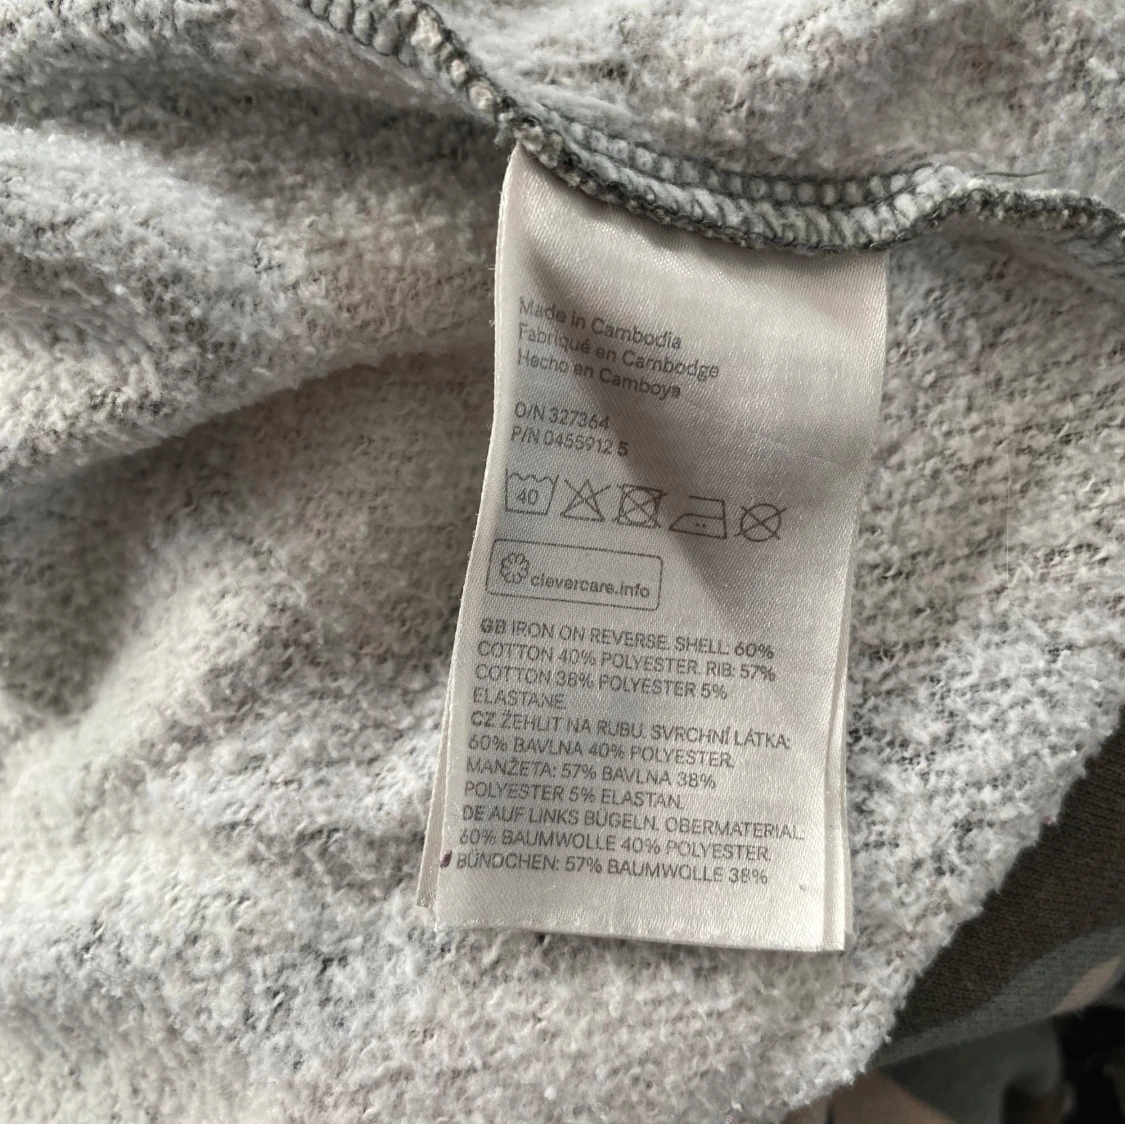 Made in Cambodia
Fabriqué en Cambodge
Hecho en Camboya
O/N 327364
P/N 0455912 5
40
clevercare.info
GB IRON ON REVERSE. SHELL: 60%
COTTON 40% POLYESTER. RIB: 57%
COTTON 38% POLYESTER 5%
ELASTANE.
CZ ŽEHLIT NA RUBU. SVRCHNÍ LÁTKA:
60% BAVLNA 40% POLYESTER.
MANŽETA: 57% BAVLNA 38%
POLYESTER 5% ELASTAN.
DE AUF LINKS BÜGELN. OBERMATERIAL:
60% BAUMWOLLE 40% POLYESTER.
BÜNDCHEN: 57% BAUMWOLLE 38%